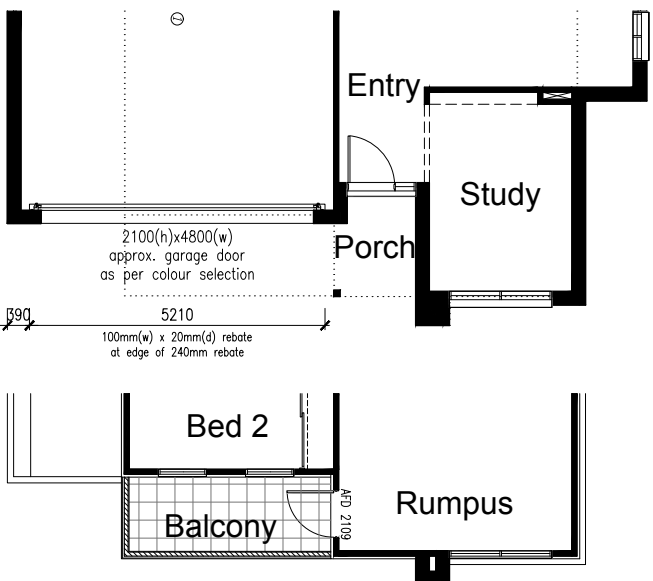 Entry
Study
Porch
2100(h)x4800(w)
approx. garage door
as per colour selection
390
5210
100mm(w) x 20mm(d) rebate
at edge of 240mm rebate
Bed 2
Balcony
AFD 2109
Rumpus